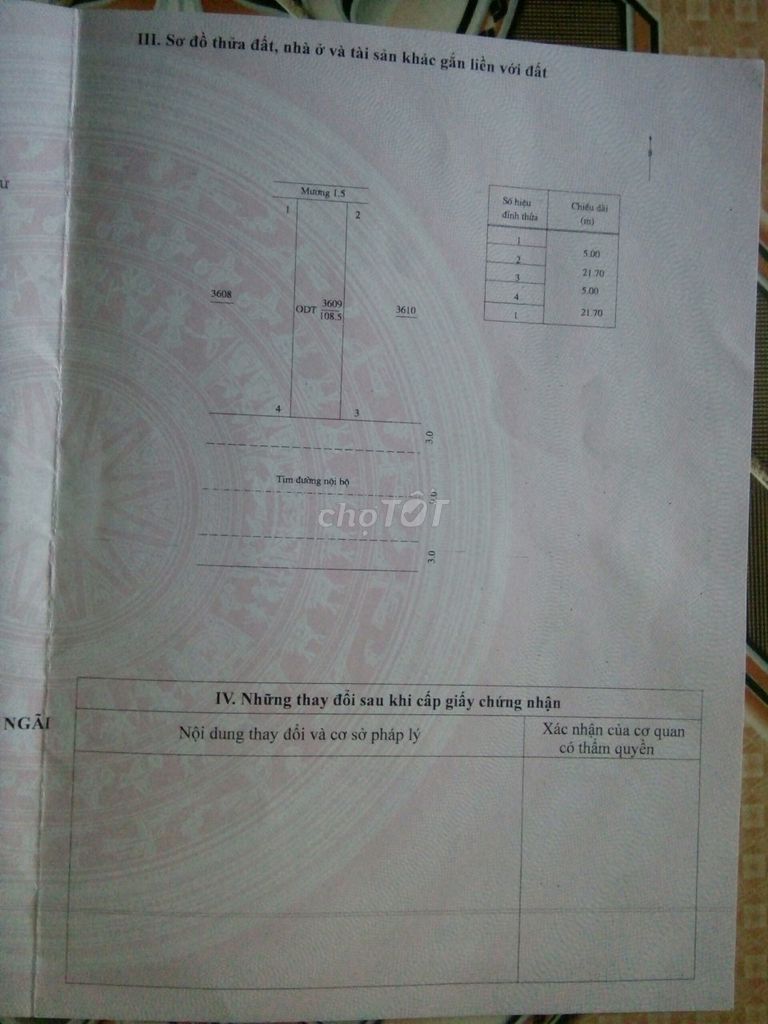 III. Sơ đồ thửa đất, nhà ở và tài sản khác gắn liền với đất
Mương 1.5
1
2
3608
ODT 3609
108.5
3610
4
3
3.0
Tim đường nội bộ
3.0
Số hiệu
đỉnh thửa
Chiều dài
(m)
1
5.00
2
21.70
3
5.00
4
21.70
1
chợTỐT
NGÃI
IV. Những thay đổi sau khi cấp giấy chứng nhận
Nội dung thay đổi và cơ sở pháp lý
Xác nhận của cơ quan
có thẩm quyền